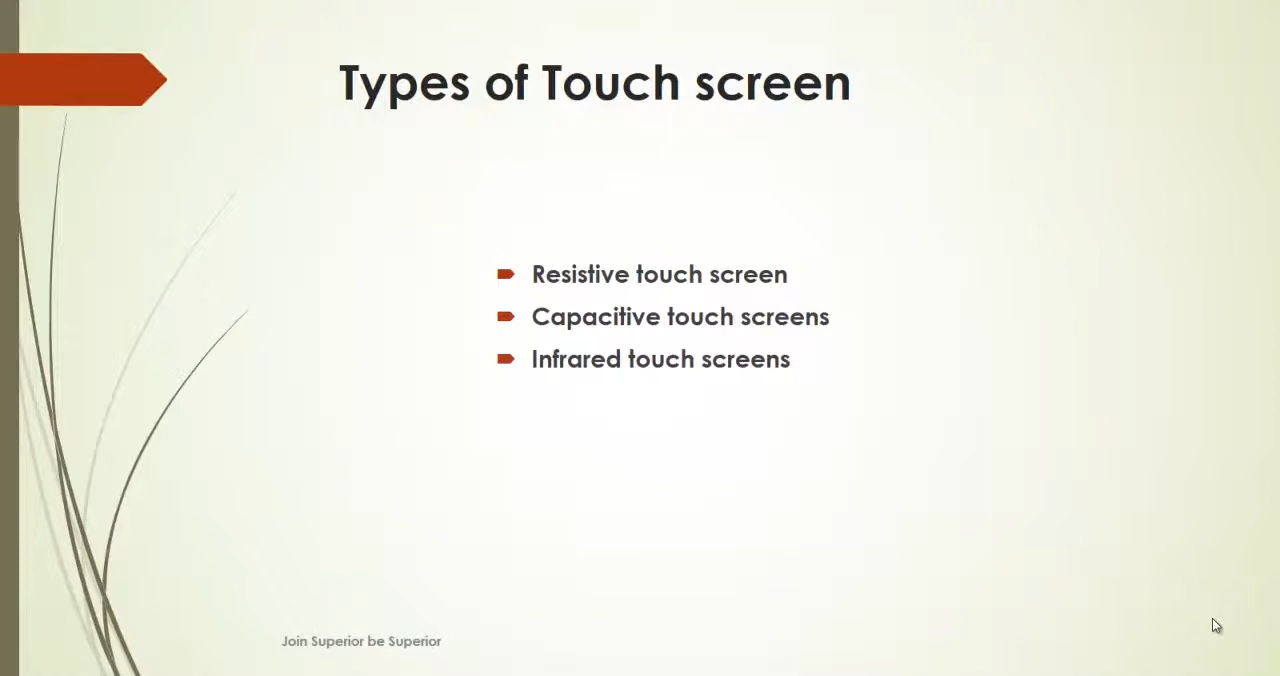 Types of Touch screen
Resistive touch screen
Capacitive touch screens
Infrared touch screens
Join Superior be Superior